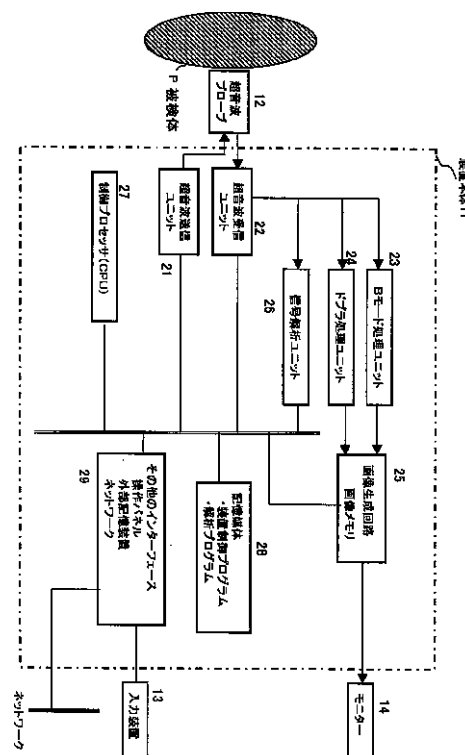 装置本体11
P 被検体
12
超音波
プローブ
23
Bモード処理ユニット
24
ドプラ処理ユニット
26
信号解析ユニット
22
超音波受信
ユニット
21
超音波送信
ユニット
27
制御プロセッサ(CPU)
25
画像生成回路
画像メモリ
28
記憶媒体
・装置制御プログラム
・解析プログラム
29
その他のインターフェース
操作パネル
外部記憶装置
ネットワーク
14
モニター
13
入力装置
ネットワーク